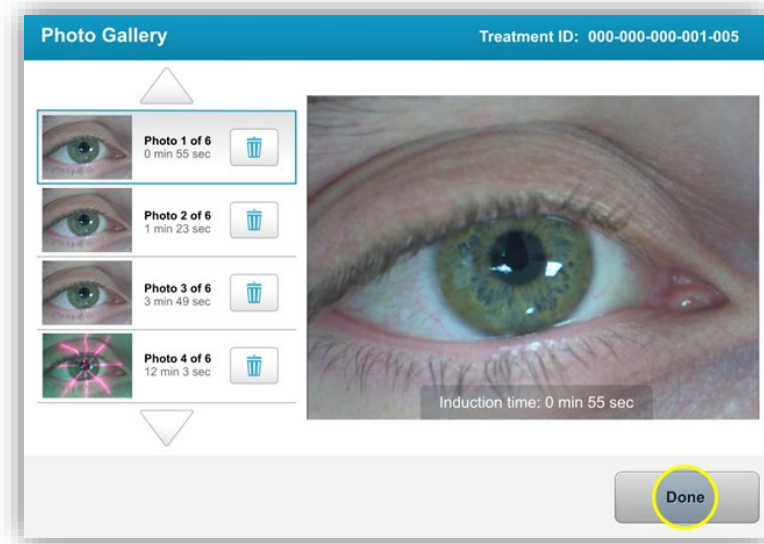 Photo Gallery
Treatment ID: 000-000-000-001-005
Photo 1 of 6
0 min 55 sec
Photo 2 of 6
1 min 23 sec
Photo 3 of 6
3 min 49 sec
Photo 4 of 6
12 min 3 sec
Induction time: 0 min 55 sec
Done